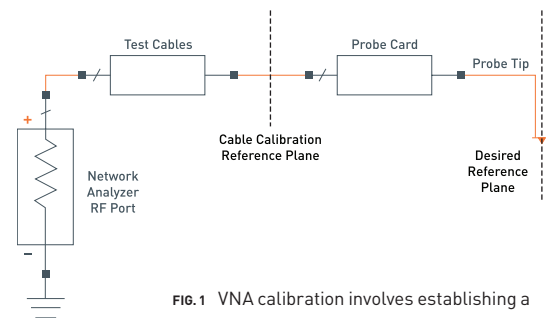 Test Cables
Probe Card
Probe Tip
Cable Calibration
Reference Plane
Desired
Reference
Plane
+
Network
Analyzer
RF Port
–
FIG. 1 VNA calibration involves establishing a